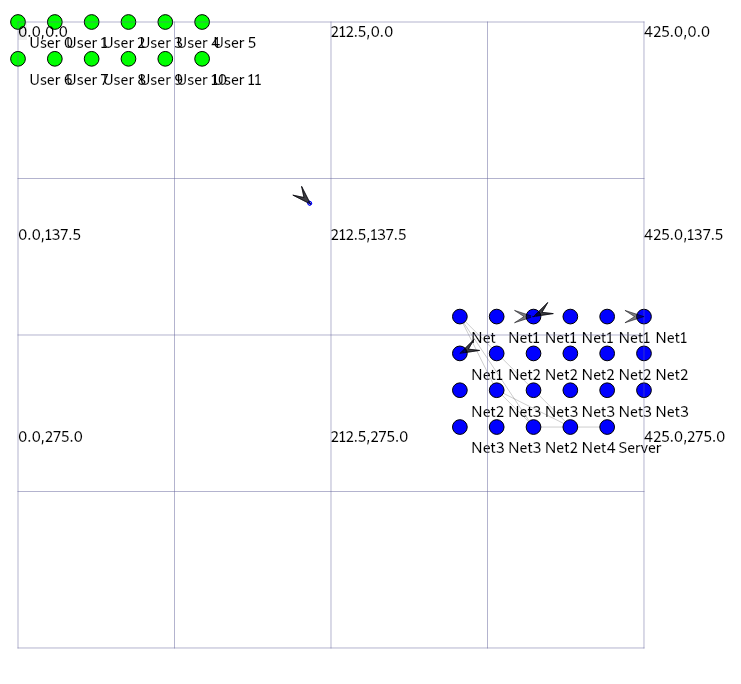 0.0,0.0 212.5,0.0 425.0,0.0
User 0 User 1 User 2 User 3 User 4 User 5
User 6 User 7 User 8 User 9 User 10 User 11
0.0,137.5 212.5,137.5 425.0,137.5
Net Net1 Net1 Net1 Net1 Net1
Net1 Net2 Net2 Net2 Net2 Net2
Net2 Net3 Net3 Net3 Net3 Net3
0.0,275.0 212.5,275.0 425.0,275.0
Net3 Net3 Net2 Net4 Server